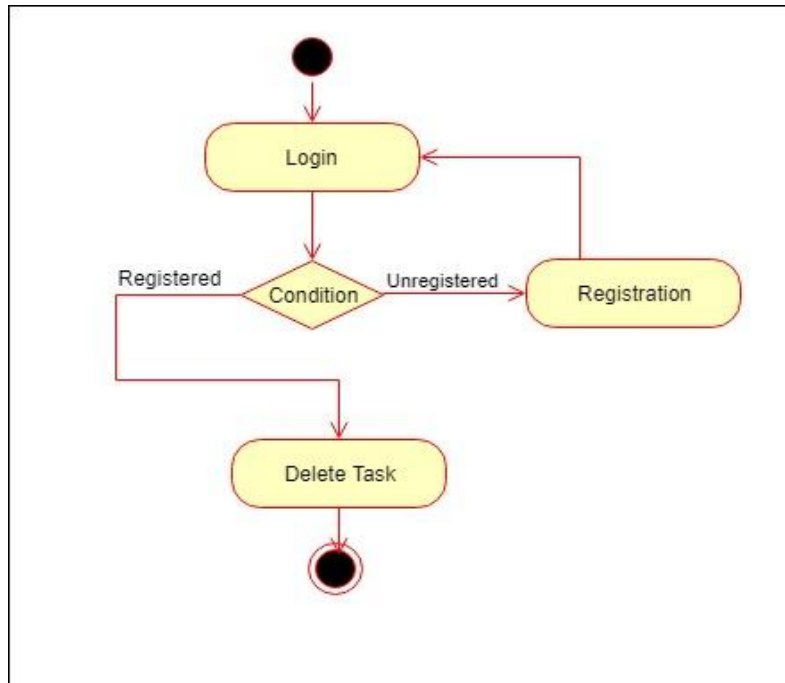 Login
Registered
Condition
Unregistered
Registration
Delete Task